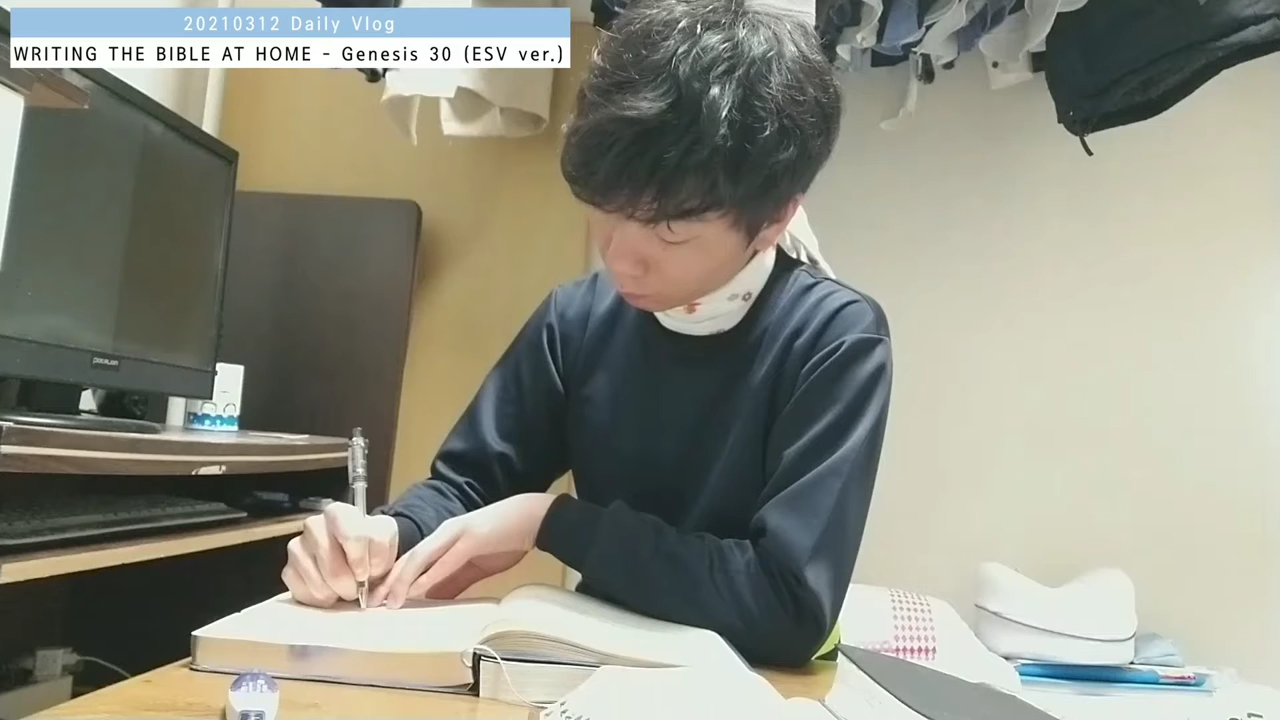 20210312 Daily Vlog
WRITING THE BIBLE AT HOME - Genesis 30 (ESV ver.)